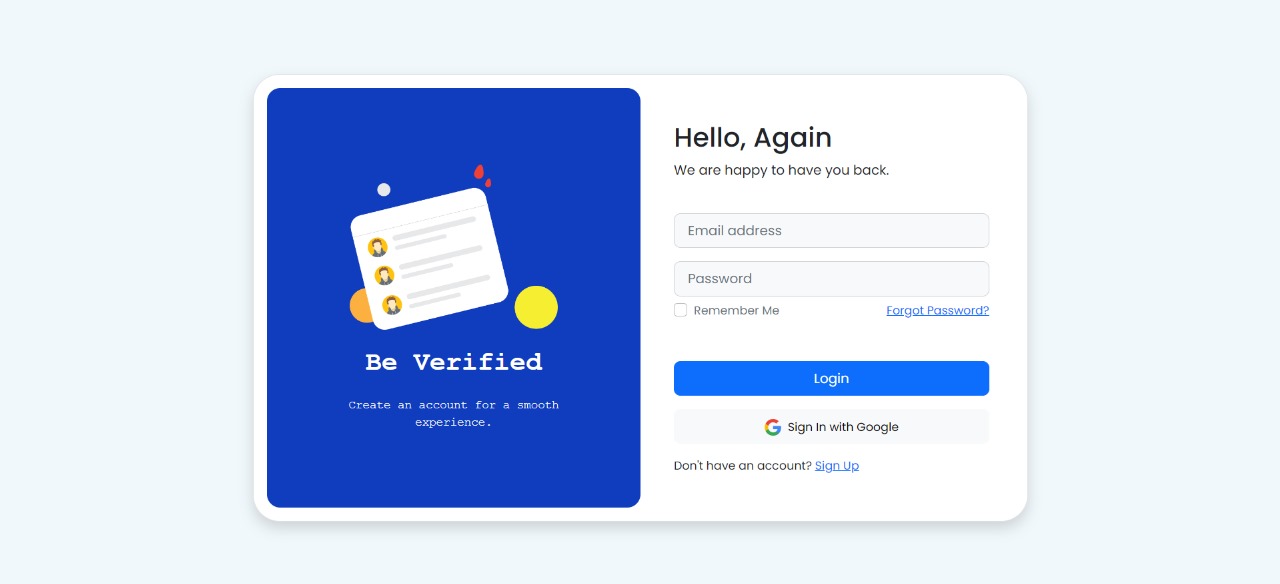 Be Verified
Create an account for a smooth
experience.
Hello, Again
We are happy to have you back.
Email address
Password
Remember Me
Forgot Password?
Login
Sign In with Google
Don't have an account? Sign Up